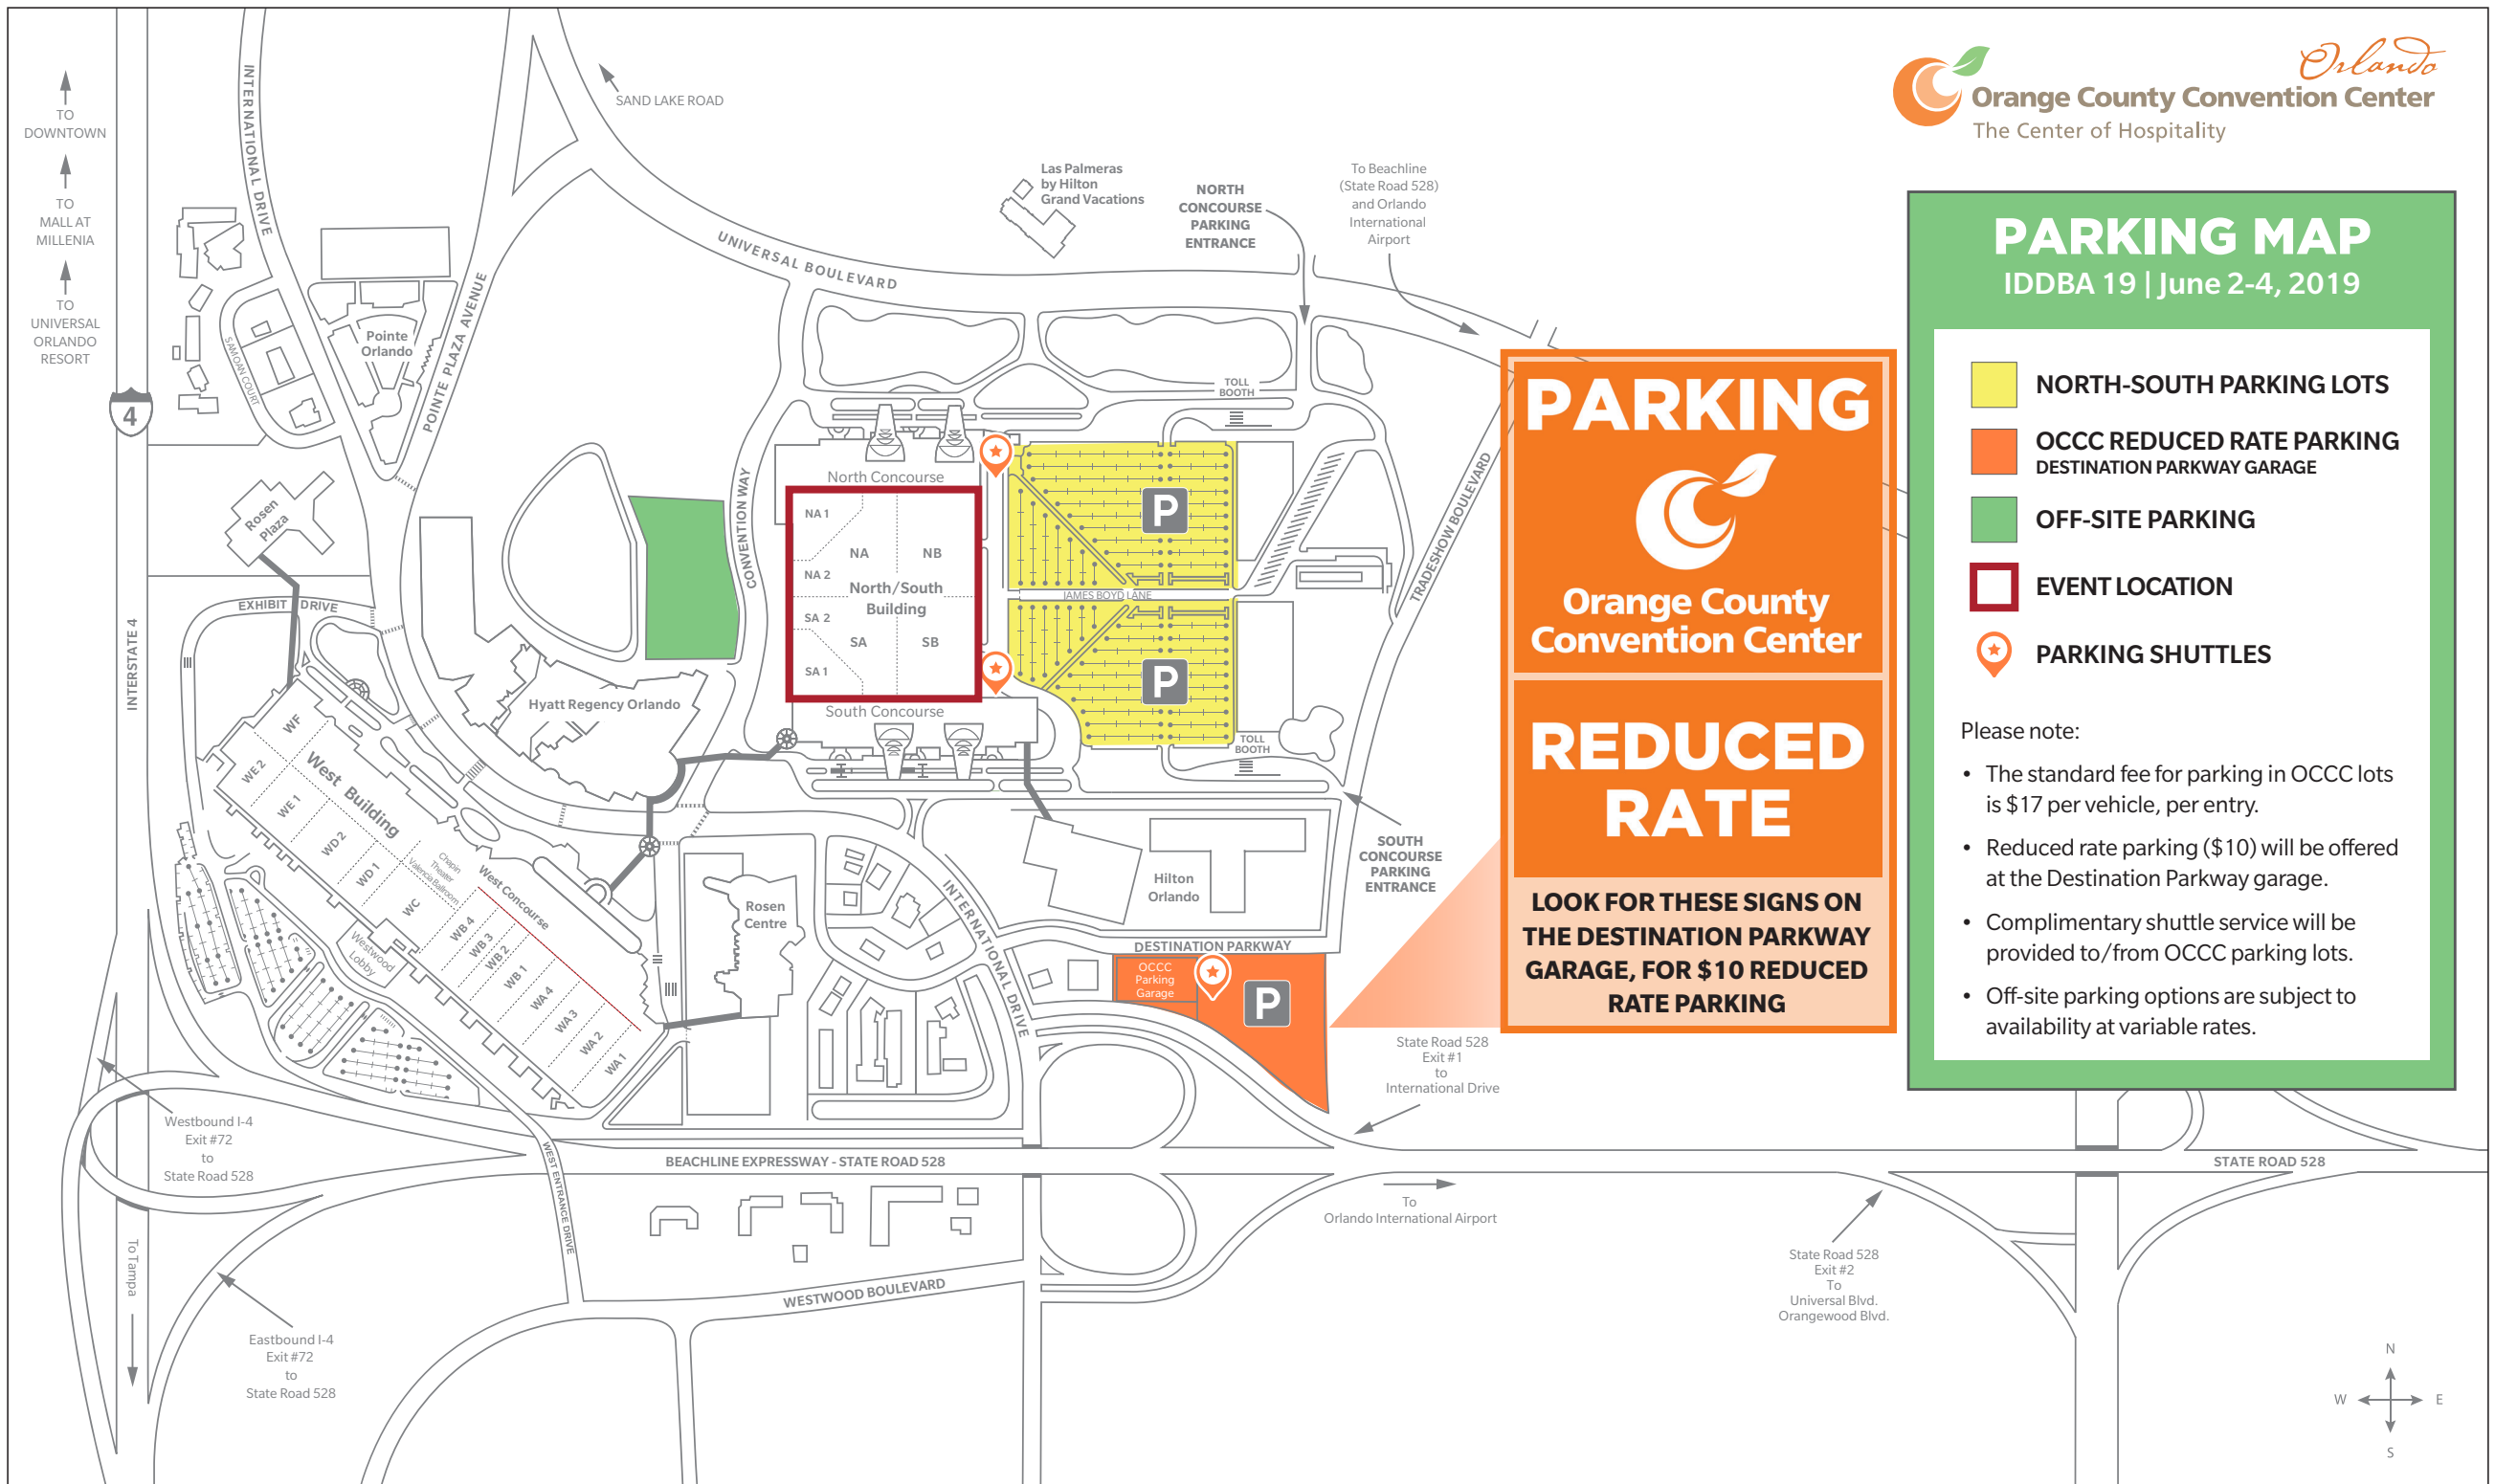 Orlando
Orange County Convention Center
The Center of Hospitality
PARKING MAP
IDDBA 19 | June 2-4, 2019
NORTH-SOUTH PARKING LOTS
OCCC REDUCED RATE PARKING
DESTINATION PARKWAY GARAGE
OFF-SITE PARKING
EVENT LOCATION
PARKING SHUTTLES
Please note:
• The standard fee for parking in OCCC lots
is $17 per vehicle, per entry.
• Reduced rate parking ($10) will be offered
at the Destination Parkway garage.
• Complimentary shuttle service will be
provided to/from OCCC parking lots.
• Off-site parking options are subject to
availability at variable rates.
PARKING
Orange County
Convention Center
REDUCED
RATE
LOOK FOR THESE SIGNS ON
THE DESTINATION PARKWAY
GARAGE, FOR $10 REDUCED
RATE PARKING
TO
DOWNTOWN
TO
MALL AT
MILLENIA
TO
UNIVERSAL
ORLANDO
RESORT
4
INTERSTATE 4
INTERNATIONAL DRIVE
SAND LAKE ROAD
UNIVERSAL BOULEVARD
Las Palmeras
by Hilton
Grand Vacations
NORTH
CONCOURSE
PARKING
ENTRANCE
To Beachline
(State Road 528)
and Orlando
International
Airport
Pointe
Orlando
POINTE PLAZA AVENUE
SAMOAN COURT
TOLL
BOOTH
Rosen
Plaza
CONVENTION WAY
North Concourse
NA 1
NA
NB
NA 2
North/South
Building
SA 2
SA
SB
SA 1
South Concourse
P
JAMES BOYD LANE
P
TRADESHOW BOULEVARD
TOLL
BOOTH
EXHIBIT DRIVE
Hyatt Regency Orlando
SOUTH
CONCOURSE
PARKING
ENTRANCE
WF
WE 2
WE 1
West Building
WD 2
WD 1
WC
Chapin
Theater
Valencia Ballroom
West Concourse
Westwood
Lobby
WB 4
WB 3
WB 2
WB 1
WA 4
WA 3
WA 2
WA 1
Rosen
Centre
INTERNATIONAL DRIVE
Hilton
Orlando
DESTINATION PARKWAY
OCCC
Parking
Garage
P
State Road 528
Exit #1
to
International Drive
Westbound I-4
Exit #72
to
State Road 528
BEACHLINE EXPRESSWAY - STATE ROAD 528
STATE ROAD 528
WEST ENTRANCE DRIVE
To
Orlando International Airport
To Tampa
WESTWOOD BOULEVARD
State Road 528
Exit #2
To
Universal Blvd.
Orangewood Blvd.
Eastbound I-4
Exit #72
to
State Road 528
N
W E
S